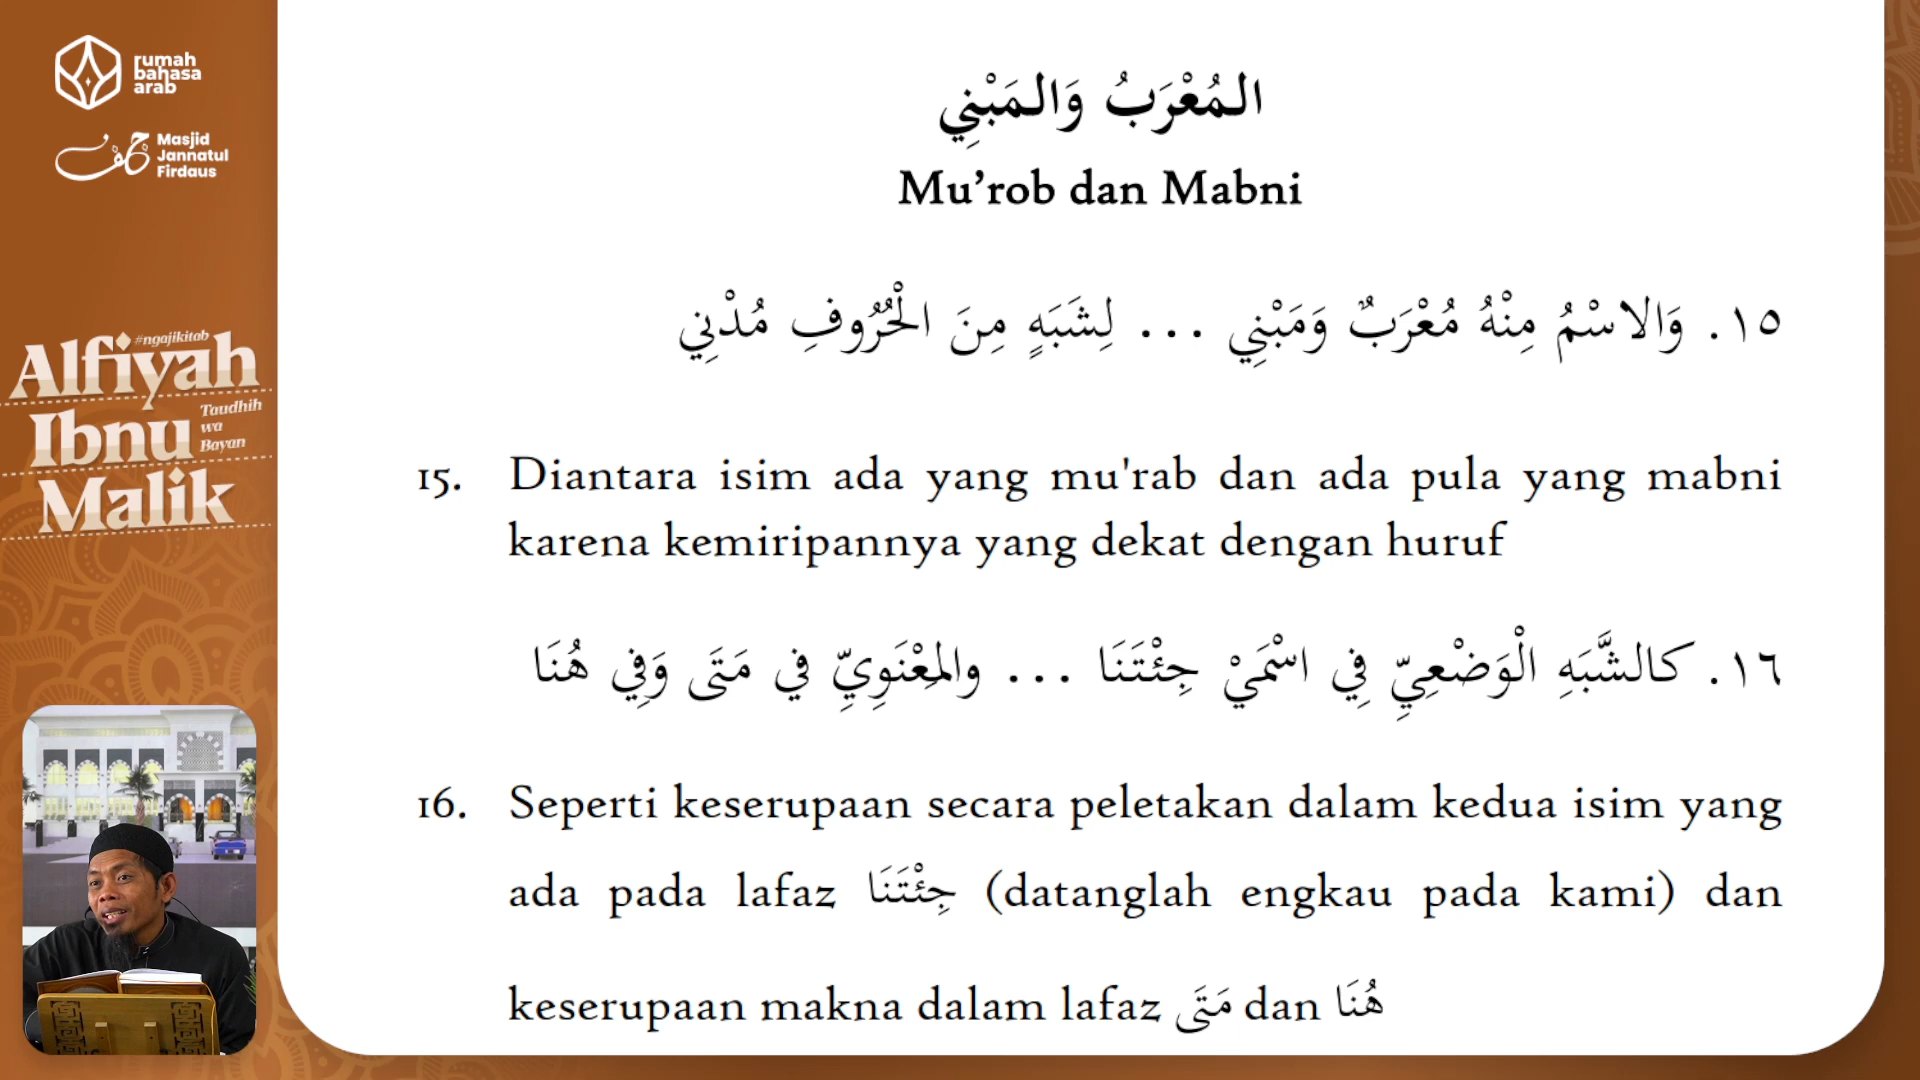 rumah
bahasa
arab
Masjid
Jannatul
Firdaus
#ngajikitab
Alfiyah
Ibnu
Taudhih
wa
Bayan
Malik
المُعْرَبُ وَالمَبْنِي
Mu’rob dan Mabni
١٥. وَالاسْمُ مِنْهُ مُعْرَبٌ وَمَبْنِي ... لِشَبَهٍ مِنَ الْحُرُوفِ مُدْنِي
15. Diantara isim ada yang mu'rab dan ada pula yang mabni
karena kemiripannya yang dekat dengan huruf
١٦. كالشَّبَهِ الْوَضْعِيِّ فِي اسْمَيْ جِئْتَنَا ... والمَعْنَوِيِّ في مَتَى وَفِي هُنَا
16. Seperti keserupaan secara peletakan dalam kedua isim yang
ada pada lafaz جِئْتَنَا (datanglah engkau pada kami) dan
keserupaan makna dalam lafaz مَتَى dan هُنَا